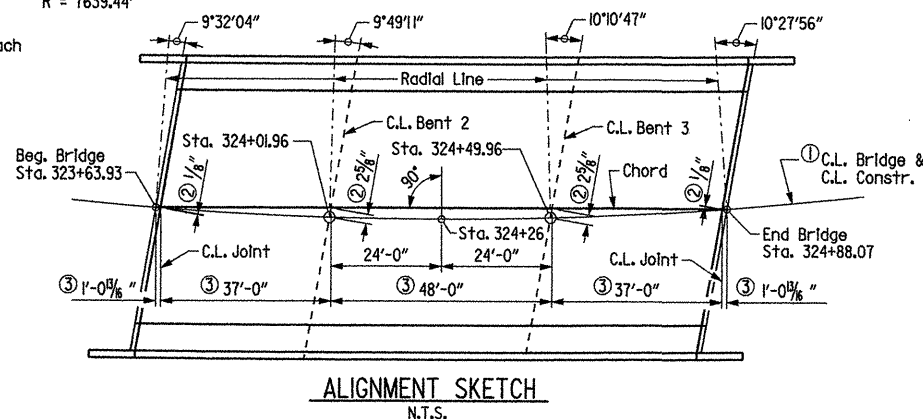 R = 7639.44'
ach
9°32'04"
9°49'11"
10°10'47"
10°27'56"
Radial Line
C.L. Bent 2
C.L. Bent 3
Sta. 324+01.96
Sta. 324+49.96
Beg. Bridge
Sta. 323+63.93
② 1/8"
② 2 5/8"
90°
② 2 5/8"
Chord
② 1/8"
① C.L. Bridge &
C.L. Constr.
Sta. 324+26
End Bridge
Sta. 324+88.07
C.L. Joint
24'-0"
24'-0"
C.L. Joint
③ 1'-0 13/16 "
③ 37'-0"
③ 48'-0"
③ 37'-0"
③ 1'-0 13/16 "
ALIGNMENT SKETCH
N.T.S.